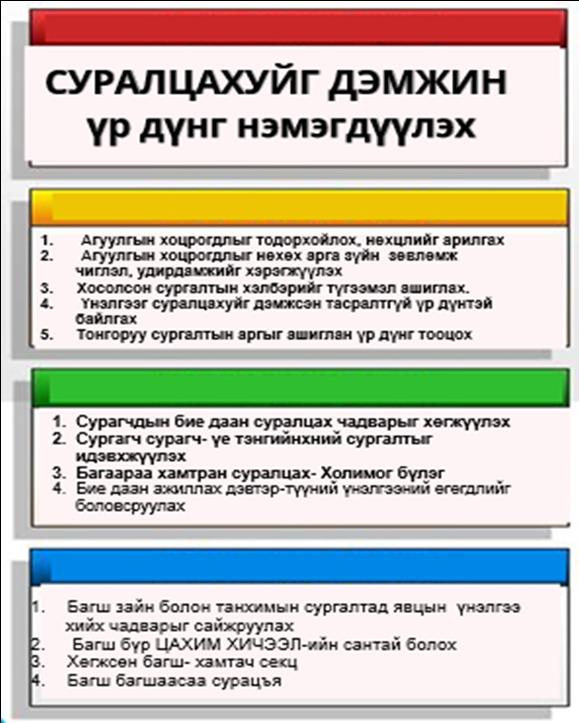 СУРАЛЦАХУЙГ ДЭМЖИН
үр дүнг нэмэгдүүлэх
1. Агуулгын хоцрогдлыг тодорхойлох, нөхцлийг арилгах
2. Агуулгын хоцрогдлыг нөхөх арга зүйн зөвлөмж
чиглэл, удирдамжийг хэрэгжүүлэх
3. Хосолсон сургалтын хэлбэрийг түгээмэл ашиглах.
4. Үнэлгээг суралцахуйг дэмжсэн тасралтгүй үр дүнтэй
байлгах
5. Тонгоруу сургалтын аргыг ашиглан үр дүнг тооцох
1. Сурагчдын бие даан суралцах чадварыг хөгжүүлэх
2. Сургагч сурагч- үе тэнгийнхний сургалтыг
идэвхжүүлэх
3. Багаараа хамтран суралцах- Холимог бүлэг
4. Бие даан ажиллах дэвтэр-түүний үнэлгээний өгөгдлийг
боловсруулах
1. Багш зайн болон танхимын сургалтад явцын үнэлгээ
хийх чадварыг сайжруулах
2. Багш бүр ЦАХИМ ХИЧЭЭЛ-ийн сантай болох
3. Хөгжсөн багш- хамтач секц
4. Багш багшаасаа сурацъя